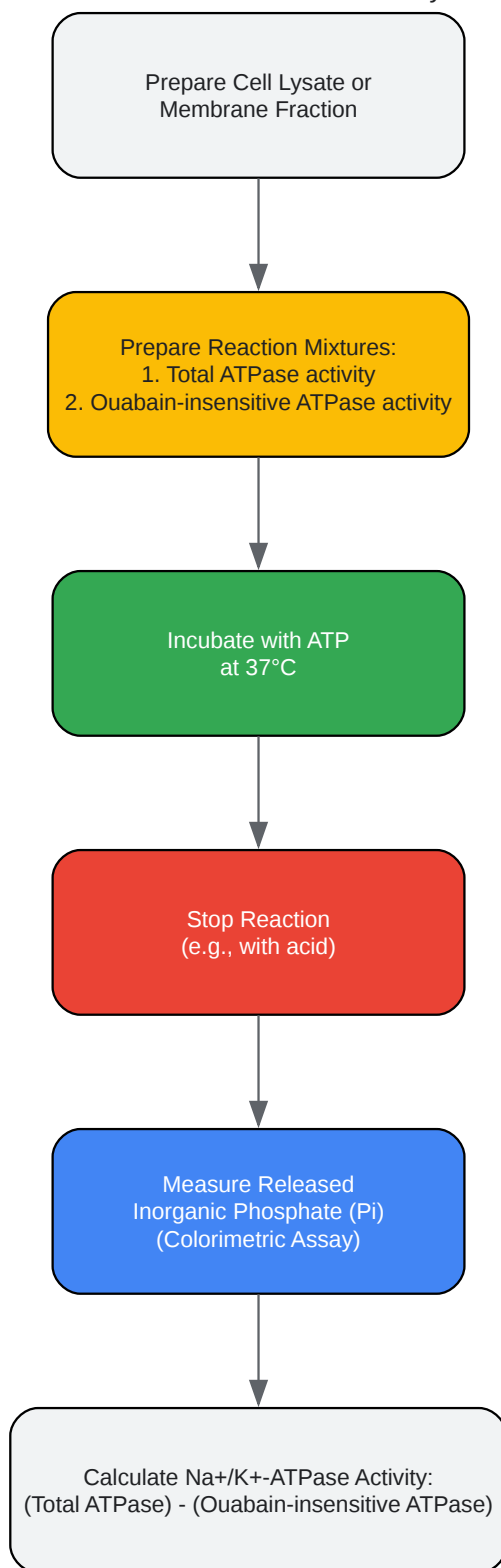 Prepare Cell Lysate or
Membrane Fraction
Prepare Reaction Mixtures:
1. Total ATPase activity
2. Ouabain-insensitive ATPase activity
Incubate with ATP
at 37°C
Stop Reaction
(e.g., with acid)
Measure Released
Inorganic Phosphate (Pi)
(Colorimetric Assay)
Calculate Na+/K+-ATPase Activity:
(Total ATPase) - (Ouabain-insensitive ATPase)